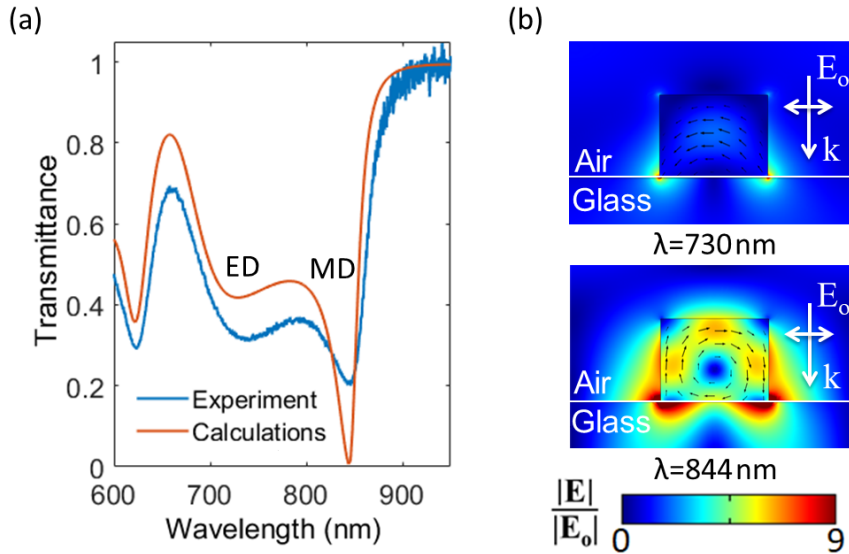 (a)
1
0.8
0.6
0.4
0.2
0
Transmittance
ED
MD
Experiment
Calculations
600 700 800 900
Wavelength (nm)
(b)
Eo
k
Air
Glass
λ=730 nm
Eo
k
Air
Glass
λ=844 nm
|E|
|Eo|
0 9